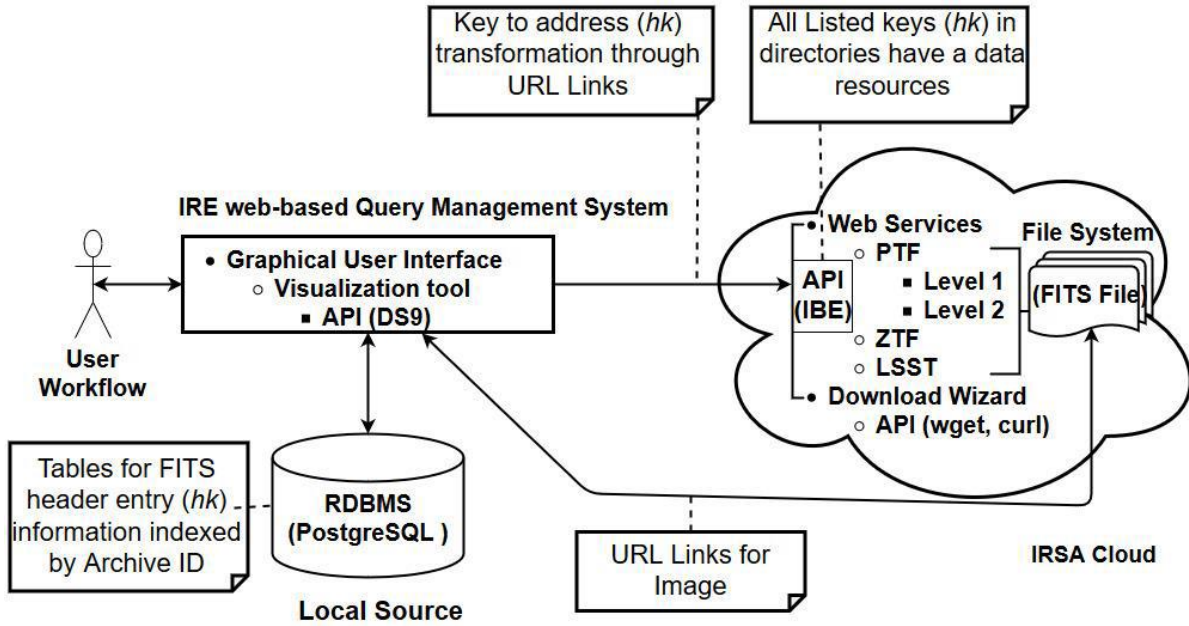 Key to address (hk)
transformation through
URL Links
All Listed keys (hk) in
directories have a data
resources
IRE web-based Query Management System
• Graphical User Interface
○ Visualization tool
■ API (DS9)
User
Workflow
• Web Services
○ PTF
■ Level 1
■ Level 2
○ ZTF
○ LSST
• Download Wizard
○ API (wget, curl)
API
(IBE)
File System
(FITS File)
Tables for FITS
header entry (hk)
information indexed
by Archive ID
RDBMS
(PostgreSQL )
Local Source
URL Links for
Image
IRSA Cloud